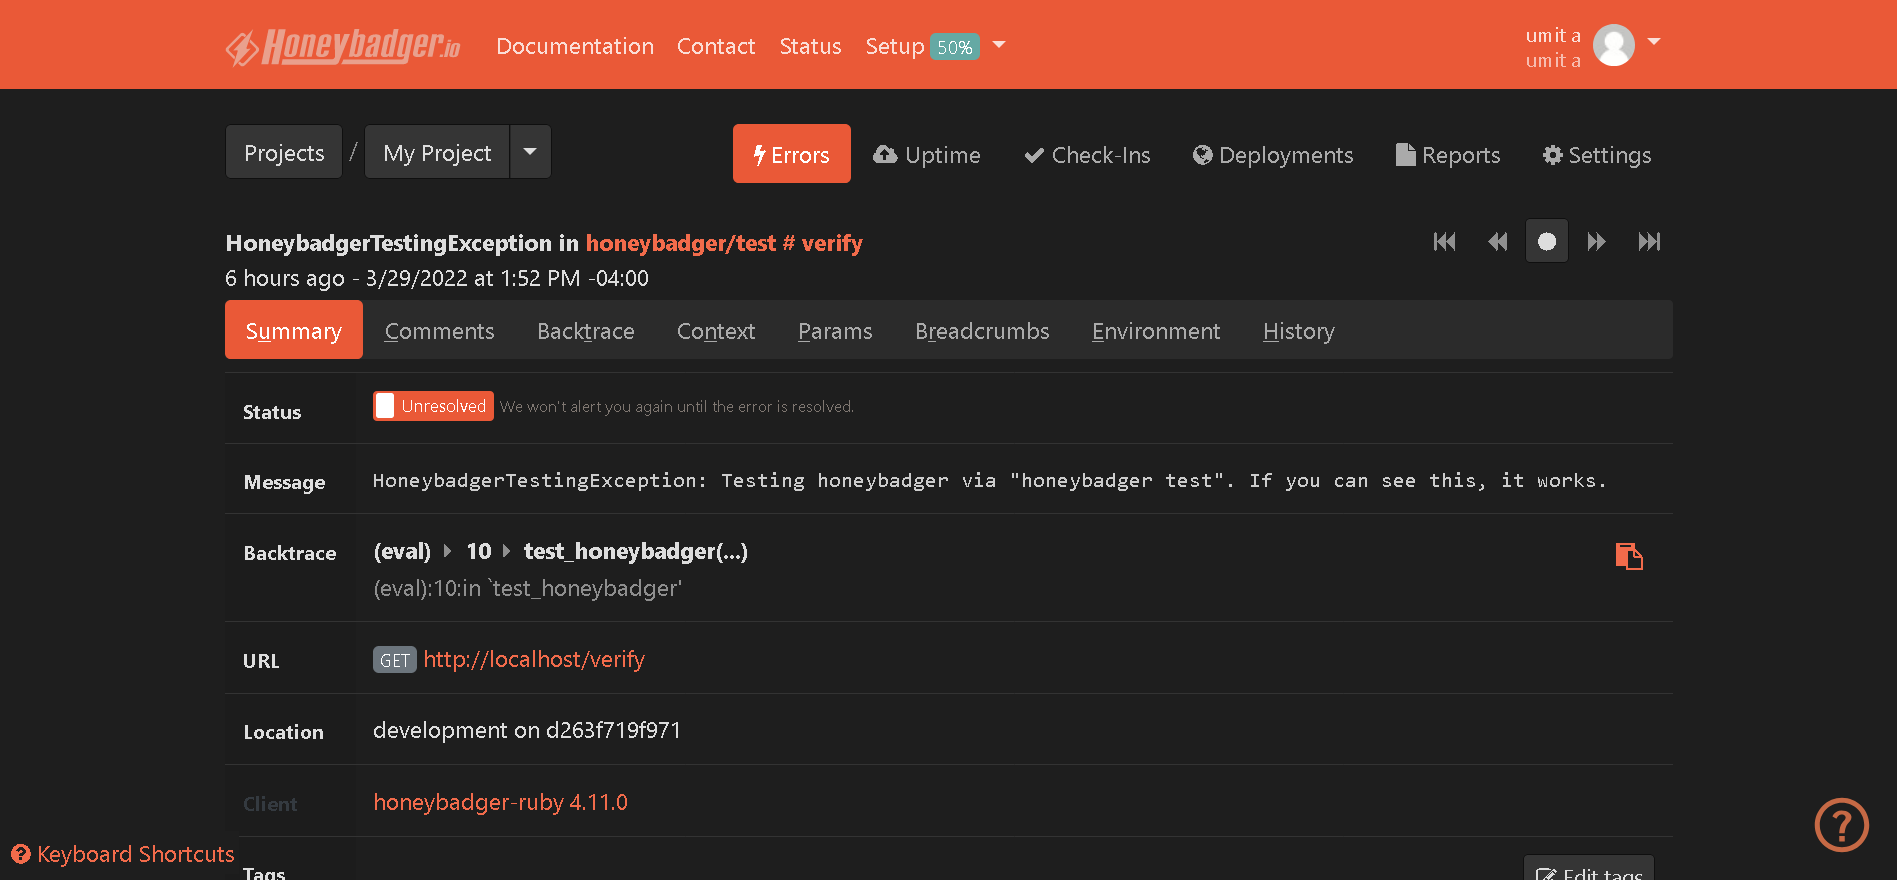 Honeybadger.io Documentation Contact Status Setup 50%
umit a
umit a
Projects / My Project Errors Uptime Check-Ins Deployments Reports Settings
HoneybadgerTestingException in honeybadger/test # verify
6 hours ago - 3/29/2022 at 1:52 PM -04:00
Summary Comments Backtrace Context Params Breadcrumbs Environment History
Status Unresolved We won't alert you again until the error is resolved.
Message HoneybadgerTestingException: Testing honeybadger via "honeybadger test". If you can see this, it works.
Backtrace (eval) 10 test_honeybadger(...)
(eval):10:in `test_honeybadger'
URL GET http://localhost/verify
Location development on d263f719f971
Client honeybadger-ruby 4.11.0
Keyboard Shortcuts
Tags Edit tags